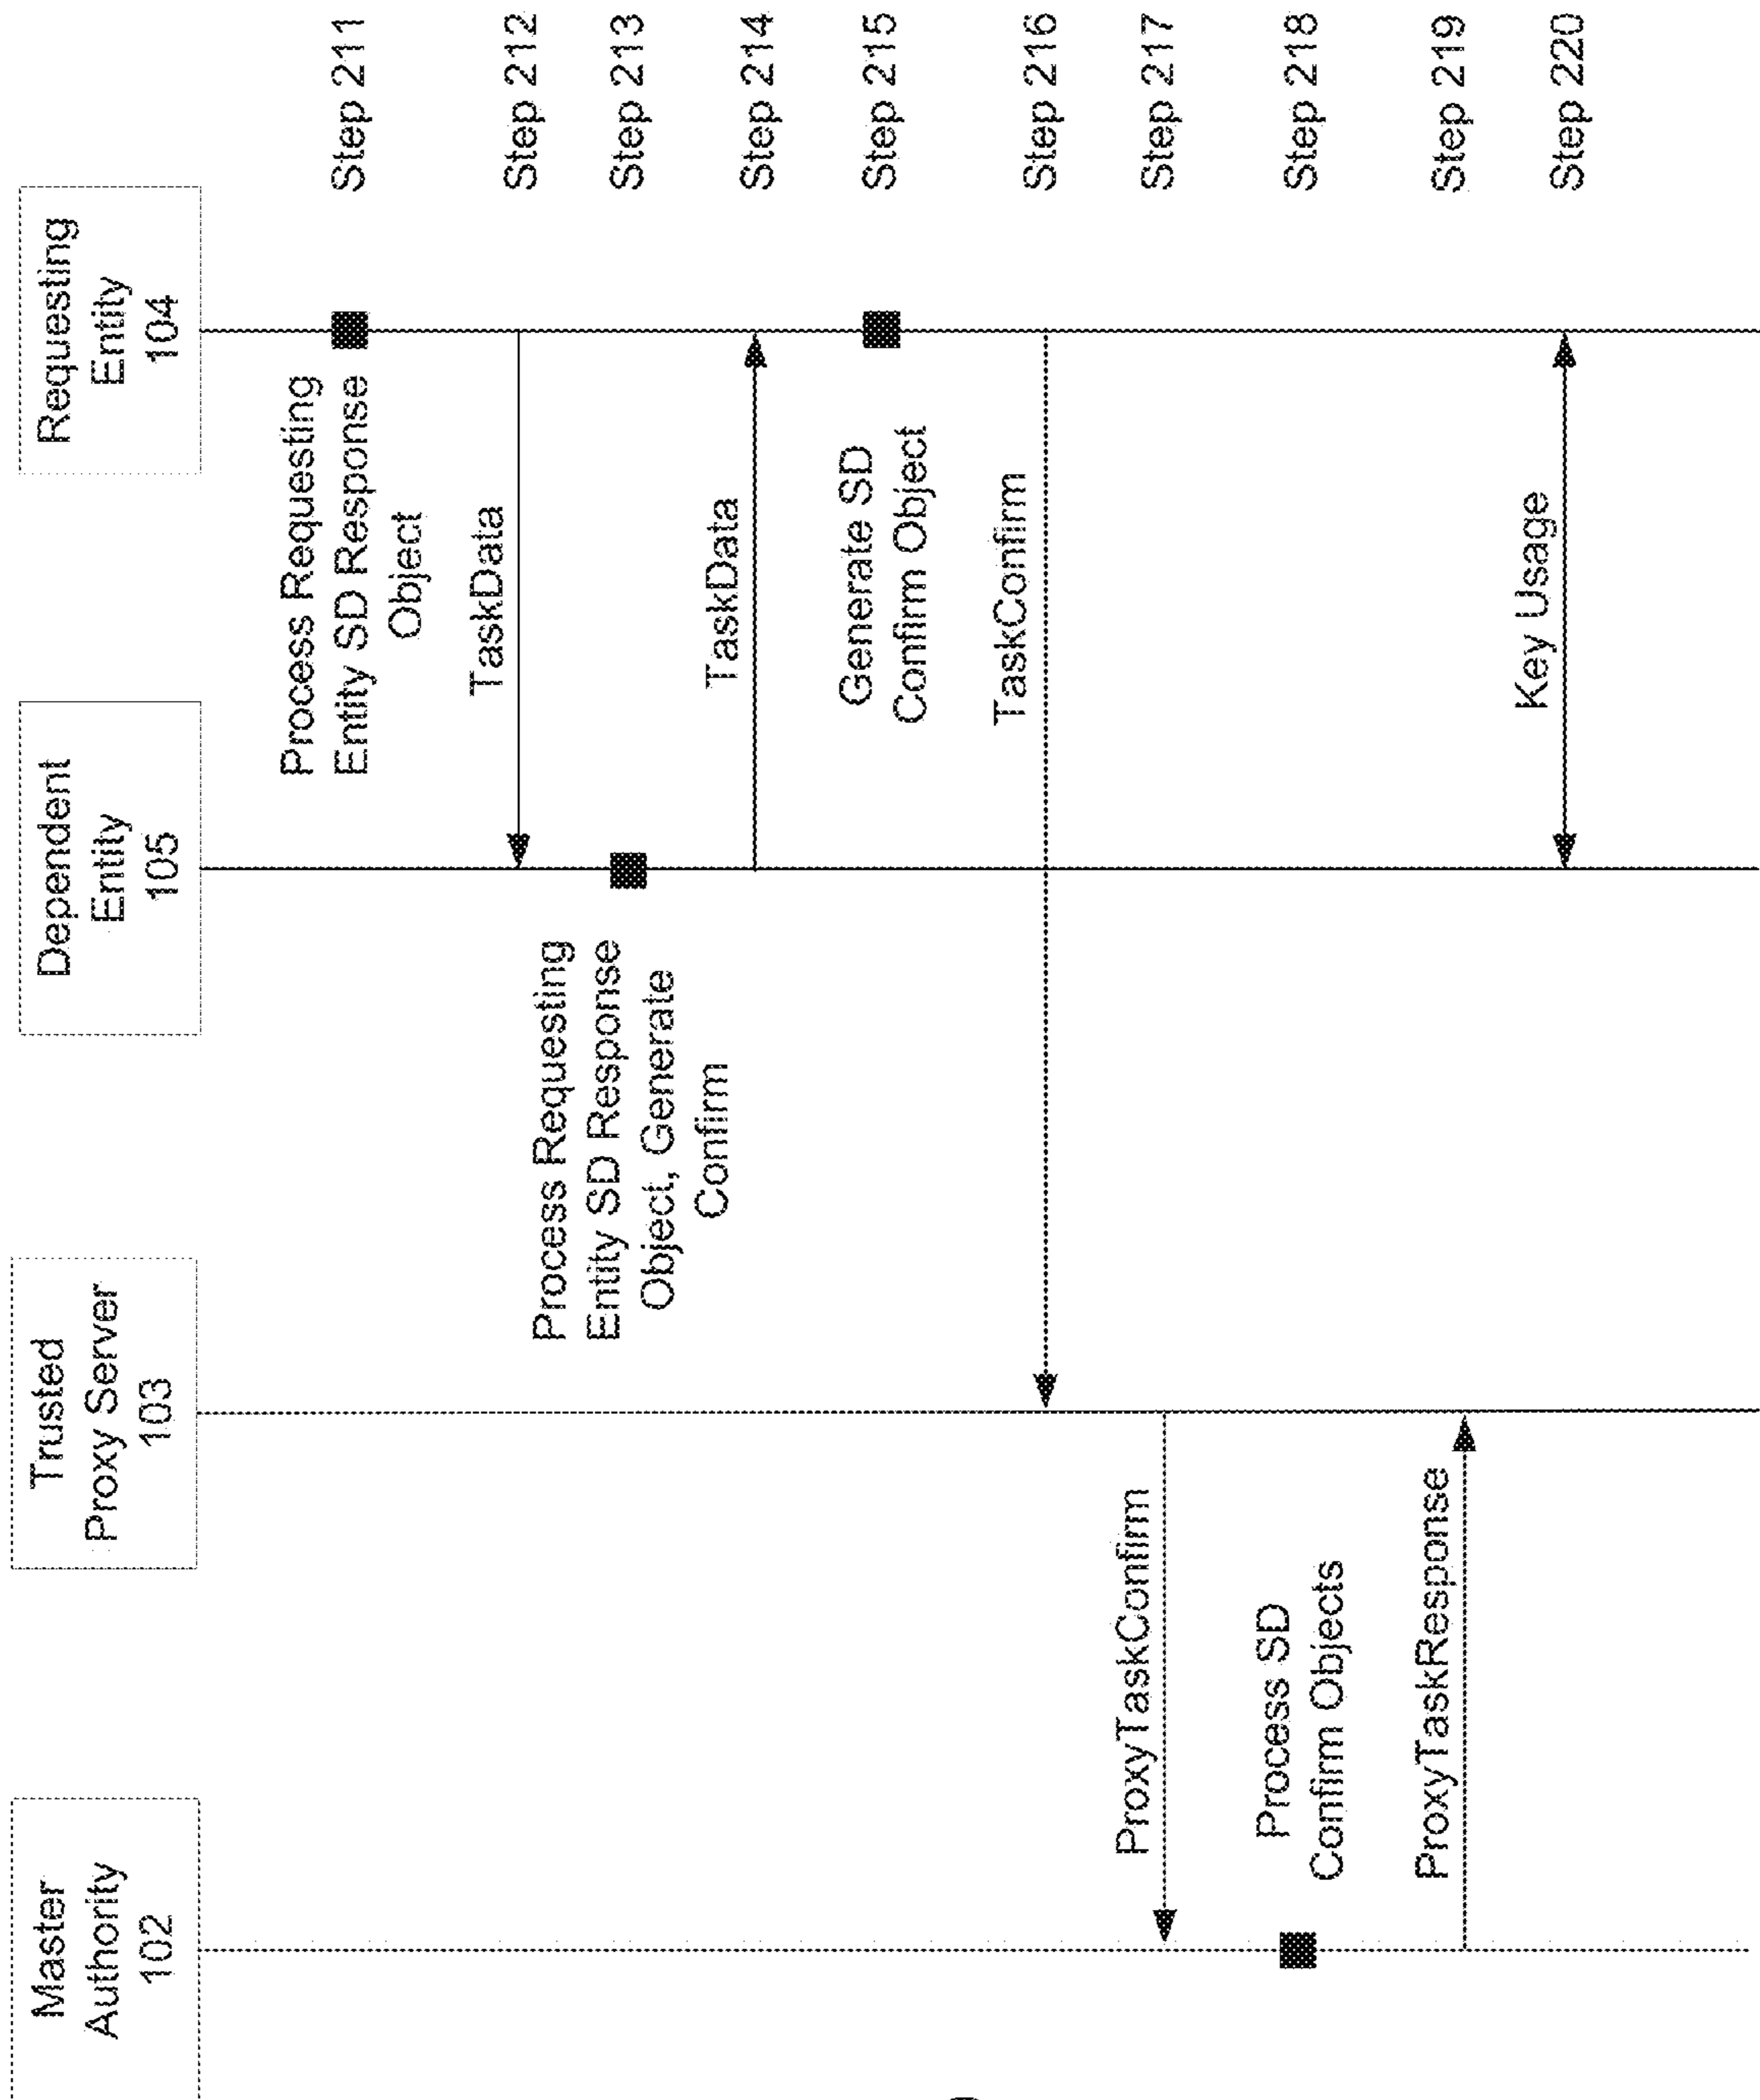 Master
Authority
102
Trusted
Proxy Server
103
Dependent
Entity
105
Requesting
Entity
104
Process Requesting
Entity SD Response
Object
Step 211
TaskData
Step 212
Process Requesting
Entity SD Response
Object, Generate
Confirm
Step 213
TaskData
Step 214
Generate SD
Confirm Object
Step 215
TaskConfirm
Step 216
ProxyTaskConfirm
Step 217
Process SD
Confirm Objects
Step 218
ProxyTaskResponse
Step 219
Key Usage
Step 220